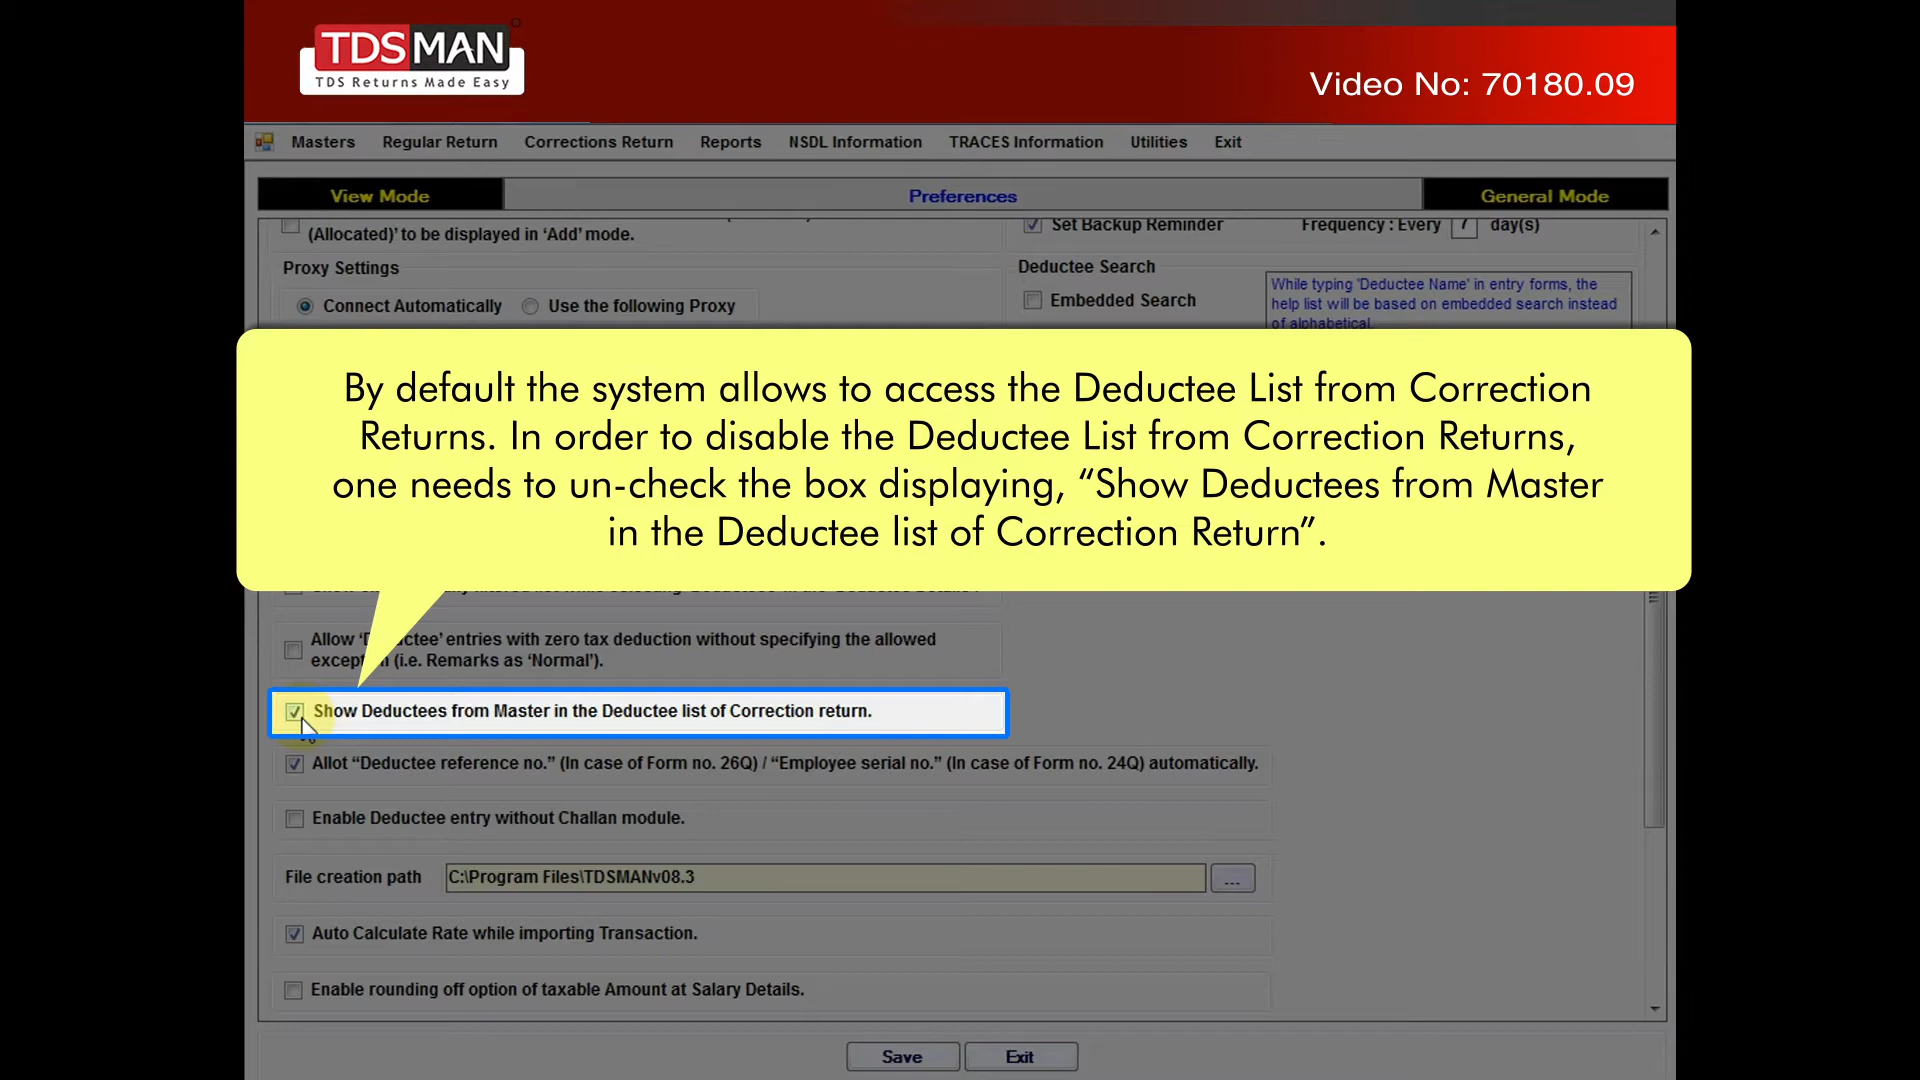 TDSMAN
TDS Returns Made Easy
Video No: 70180.09
Masters Regular Return Corrections Return Reports NSDL Information TRACES Information Utilities Exit
View Mode Preferences General Mode
(Allocated)’ to be displayed in ‘Add’ mode.
Set Backup Reminder Frequency : Every 7 day(s)
Proxy Settings
Deductee Search
Connect Automatically Use the following Proxy
Embedded Search
While typing 'Deductee Name' in entry forms, the
help list will be based on embedded search instead
of alphabetical.
By default the system allows to access the Deductee List from Correction
Returns. In order to disable the Deductee List from Correction Returns,
one needs to un-check the box displaying, “Show Deductees from Master
in the Deductee list of Correction Return”.
Allow entries with zero tax deduction without specifying the allowed
(i.e. Remarks as ‘Normal’).
Show Deductees from Master in the Deductee list of Correction return.
Allot “Deductee reference no.” (In case of Form no. 26Q) / “Employee serial no.” (In case of Form no. 24Q) automatically.
Enable Deductee entry without Challan module.
File creation path C:\Program Files\TDSMANv08.3 ...
Auto Calculate Rate while importing Transaction.
Enable rounding off option of taxable Amount at Salary Details.
Save Exit